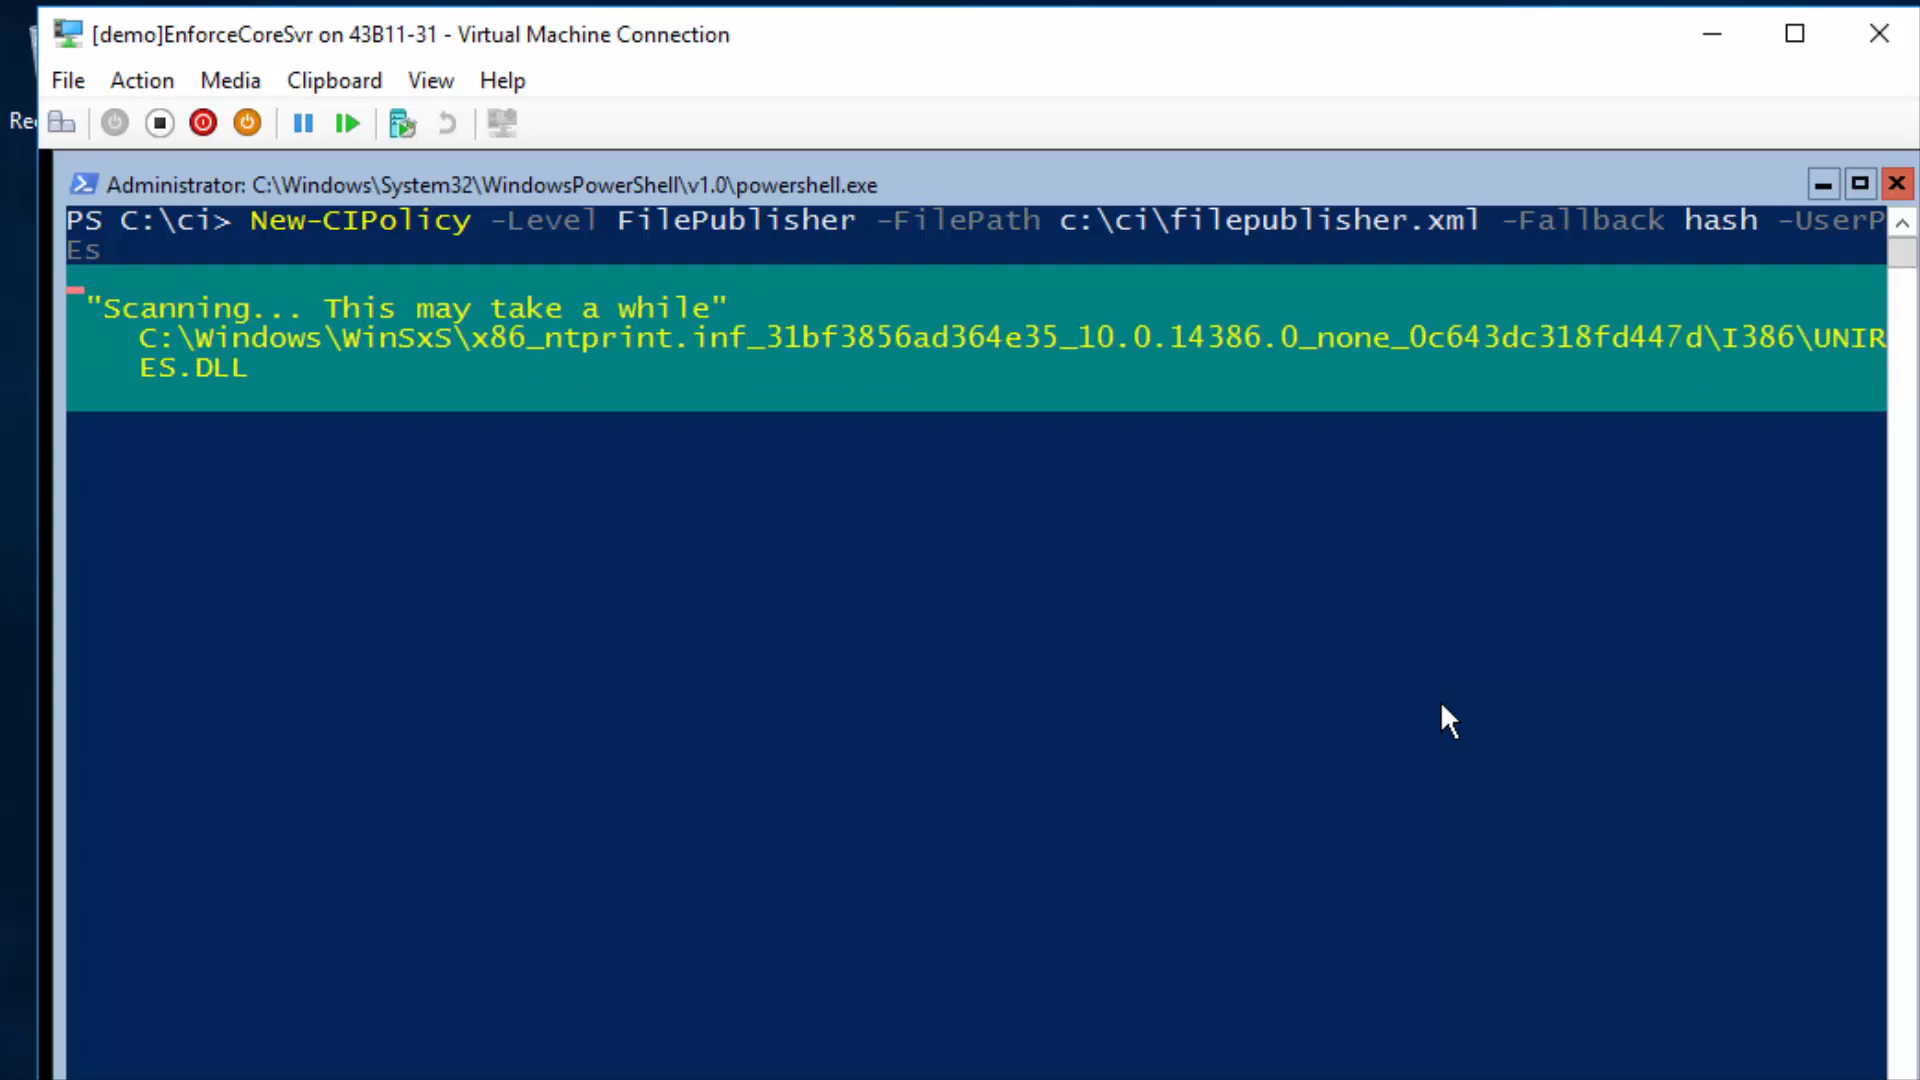 [demo]EnforceCoreSvr on 43B11-31 - Virtual Machine Connection
File Action Media Clipboard View Help
Administrator: C:\Windows\System32\WindowsPowerShell\v1.0\powershell.exe
PS C:\ci> New-CIPolicy -Level FilePublisher -FilePath c:\ci\filepublisher.xml -Fallback hash -UserP
Es
"Scanning... This may take a while"
C:\Windows\WinSxS\x86_ntprint.inf_31bf3856ad364e35_10.0.14386.0_none_0c643dc318fd447d\I386\UNIR
ES.DLL